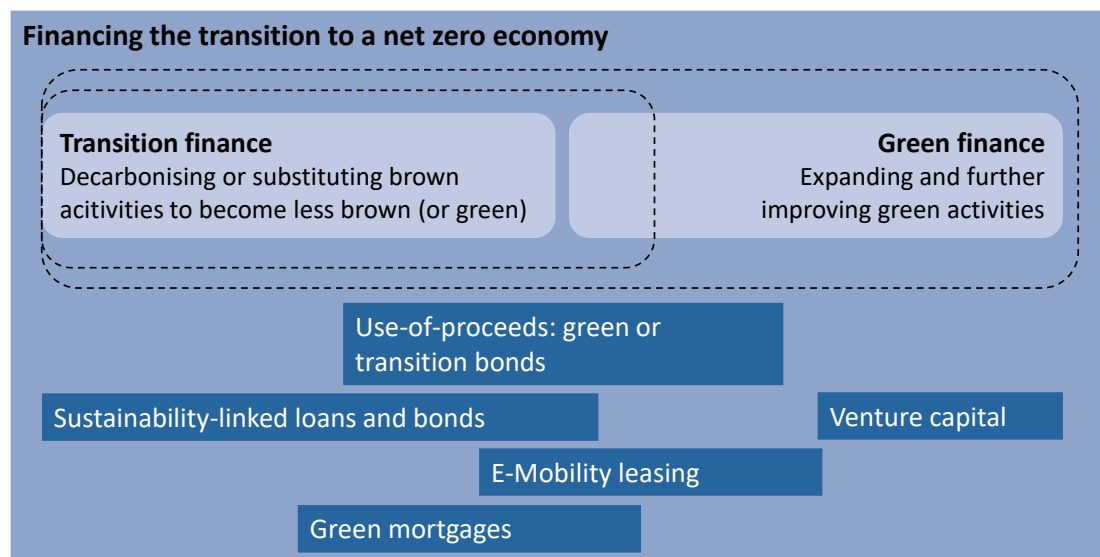 Financing the transition to a net zero economy
Transition finance
Decarbonising or substituting brown
acitivities to become less brown (or green)
Green finance
Expanding and further
improving green activities
Use-of-proceeds: green or
transition bonds
Sustainability-linked loans and bonds
Venture capital
E-Mobility leasing
Green mortgages